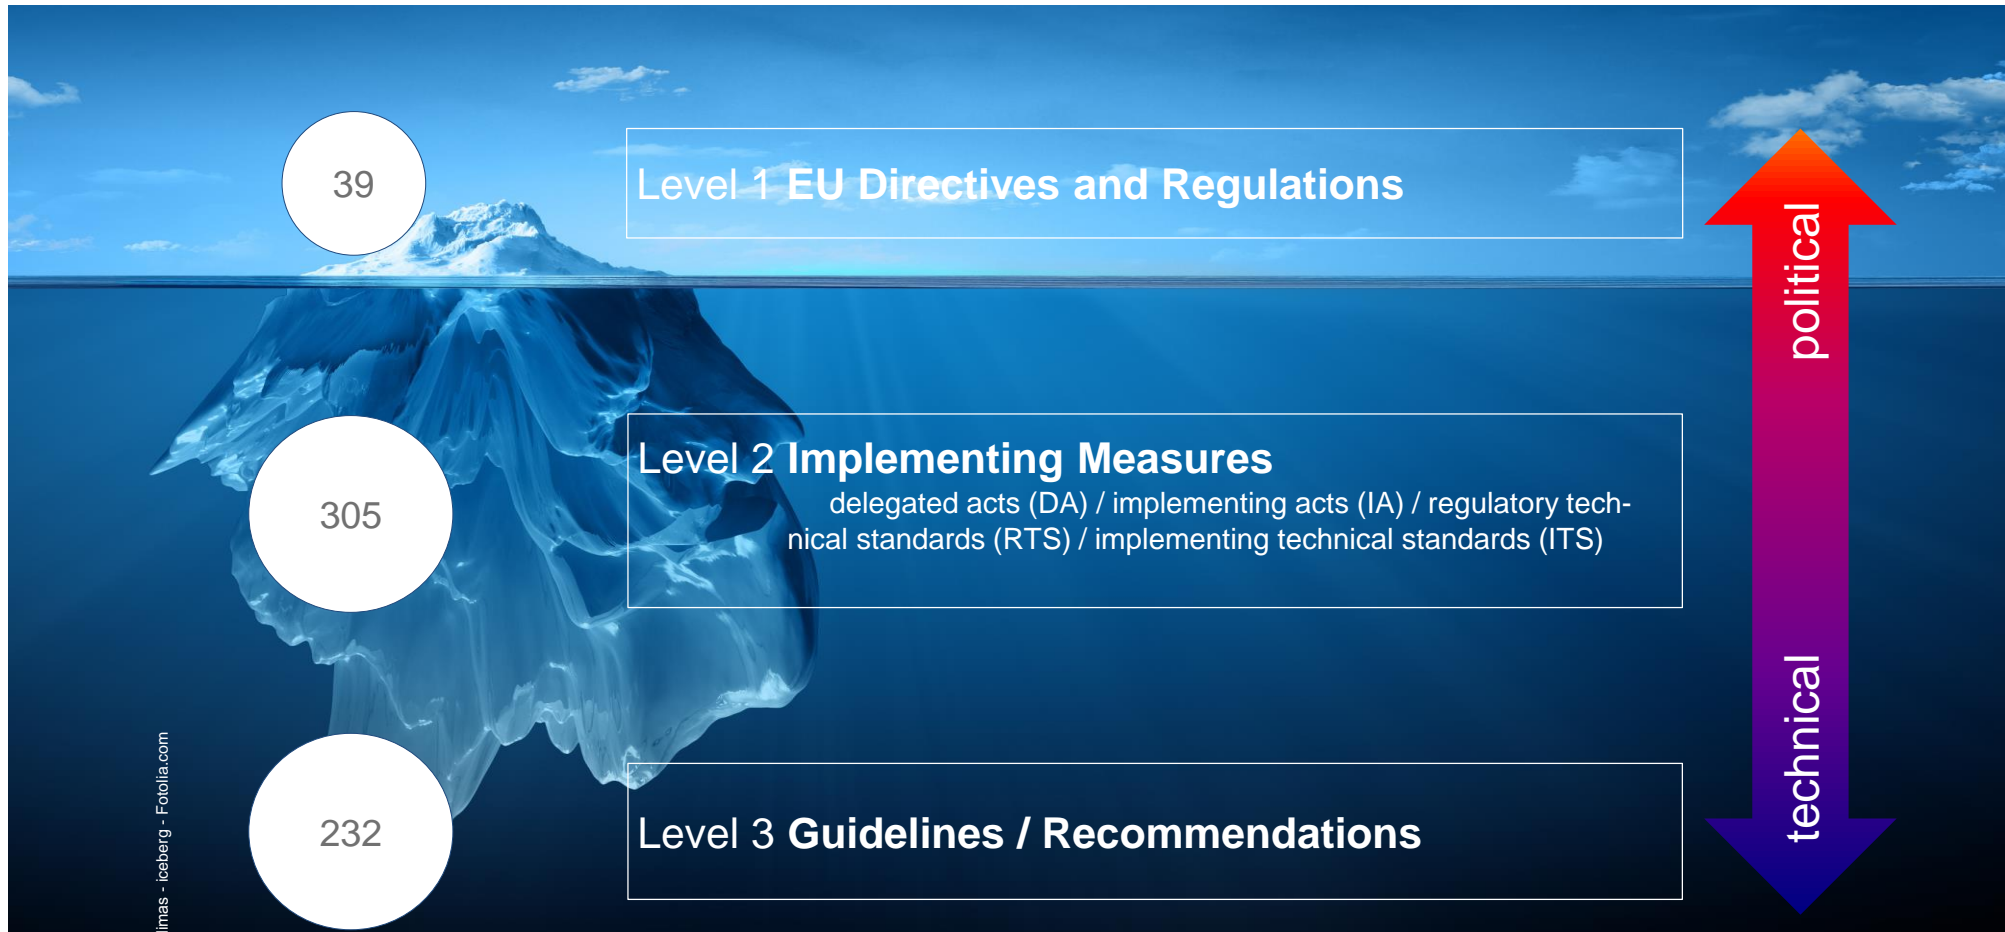 39
Level 1 EU Directives and Regulations
political
305
Level 2 Implementing Measures
delegated acts (DA) / implementing acts (IA) / regulatory tech-
nical standards (RTS) / implementing technical standards (ITS)
technical
232
Level 3 Guidelines / Recommendations
- iceberg - Fotolia.com